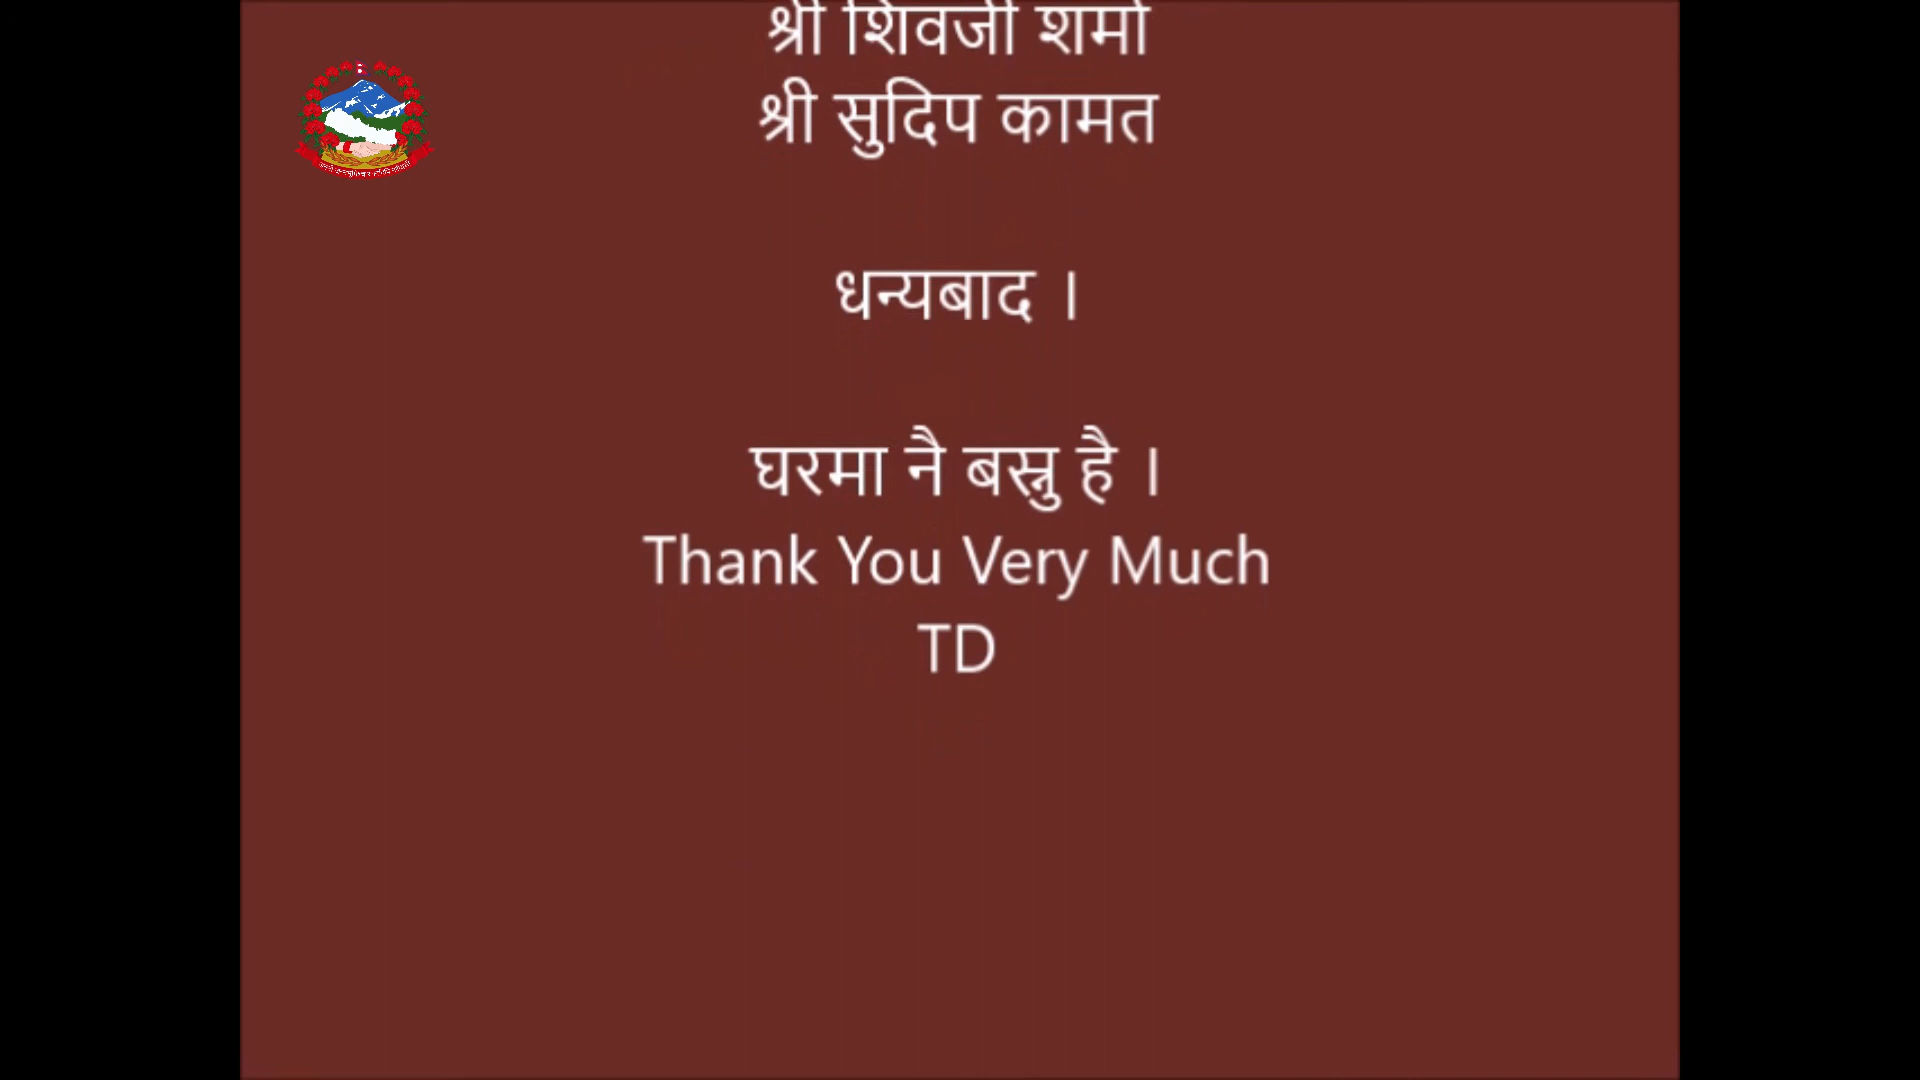 श्री शिवजी शर्मा
श्री सुदिप कामत
धन्यबाद ।
घरमा नै बस्नु है ।
Thank You Very Much
TD